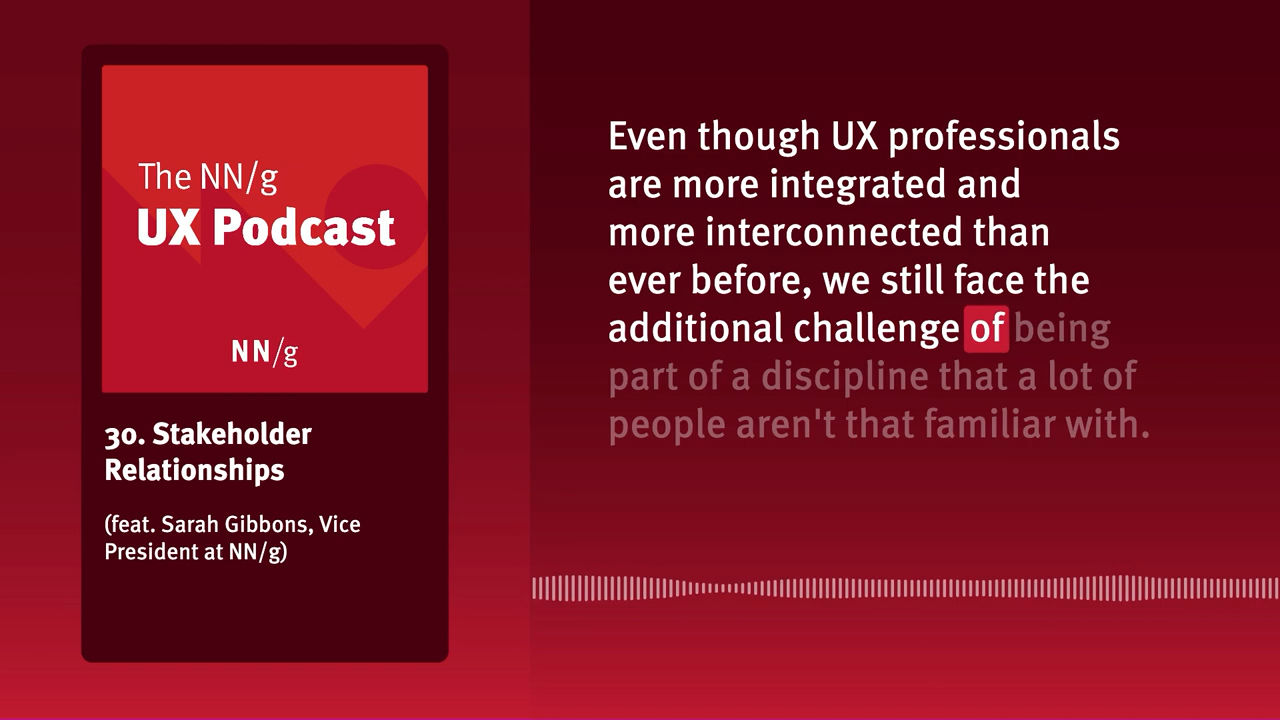 The NN/g
UX Podcast
NN/g
30. Stakeholder
Relationships
(feat. Sarah Gibbons, Vice
President at NN/g)
Even though UX professionals
are more integrated and
more interconnected than
ever before, we still face the
additional challenge of being
part of a discipline that a lot of
people aren't that familiar with.